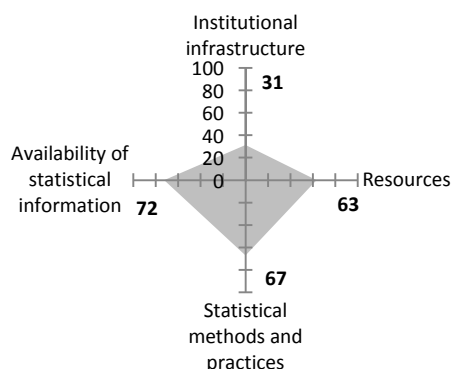 Institutional
infrastructure
100
31
80
60
40
20
0
Availability of
statistical
information
72
Resources
63
67
Statistical
methods and
practices